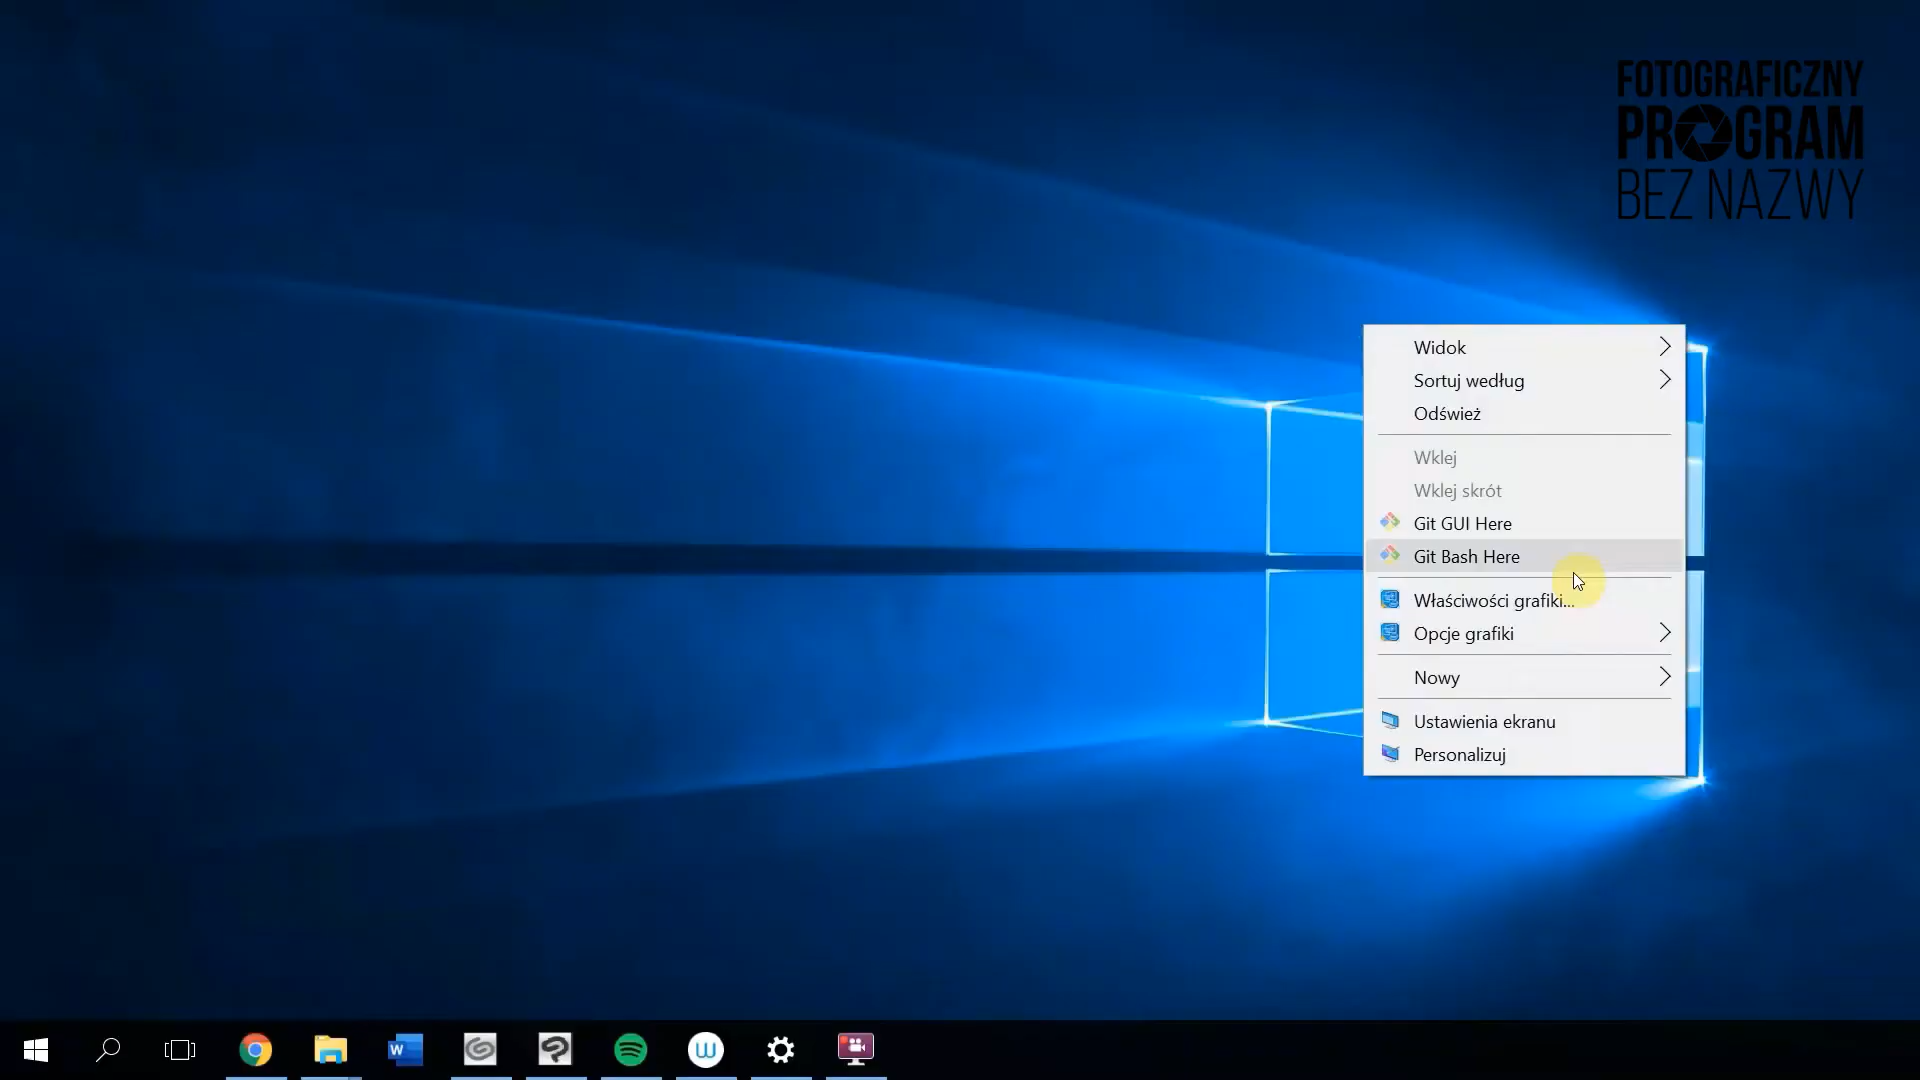 FOTOGRAFICZNY
PROGRAM
BEZ NAZWY
Widok
Sortuj według
Odśwież
Wklej
Wklej skrót
Git GUI Here
Git Bash Here
Właściwości grafiki...
Opcje grafiki
Nowy
Ustawienia ekranu
Personalizuj